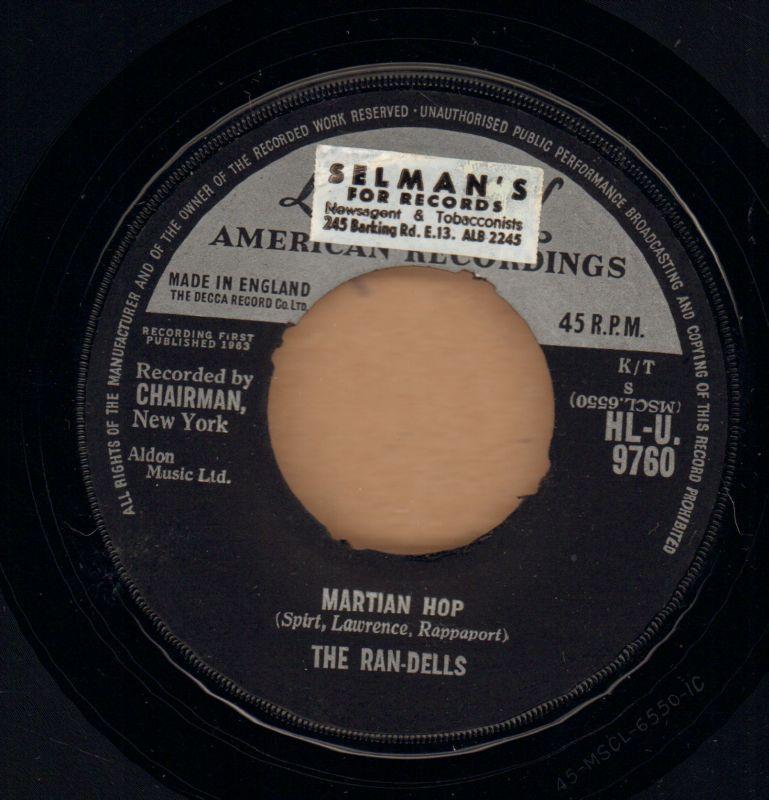 ALL RIGHTS OF THE MANUFACTURER AND OF THE OWNER OF THE RECORDED WORK RESERVED · UNAUTHORISED PUBLIC PERFORMANCE BROADCASTING AND COPYING OF THIS RECORD PROHIBITED
SELMAN'S
FOR RECORDS
Newsagent & Tobacconists
245 Barking Rd. E.13. ALB 2245
AMERICAN RECORDINGS
MADE IN ENGLAND
THE DECCA RECORD CO. LTD.
45 R.P.M.
RECORDING FIRST
PUBLISHED 1963
K/T
S
(MSCL.6550)
Recorded by
CHAIRMAN,
New York
HL-U.
9760
Aldon
Music Ltd.
MARTIAN HOP
(Spirt, Lawrence, Rappaport)
THE RAN-DELLS
45-MSCL-6550-1C